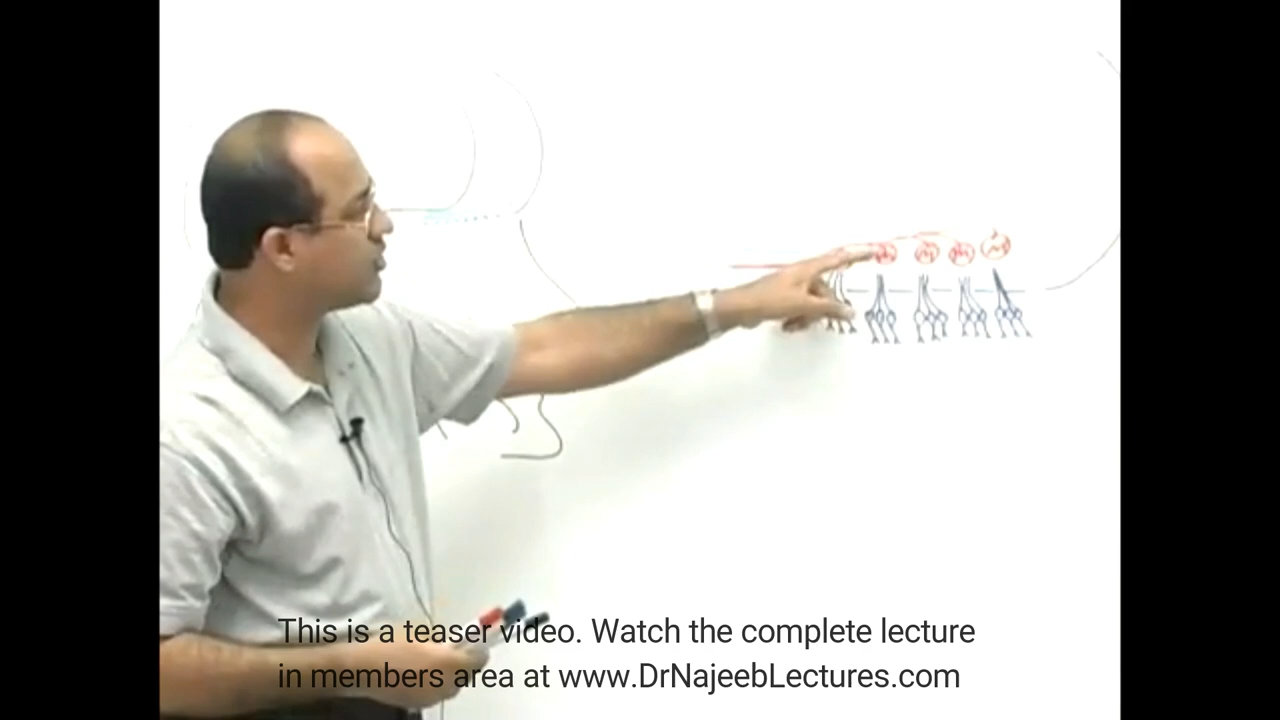 This is a teaser video. Watch the complete lecture
in members area at www.DrNajeebLectures.com